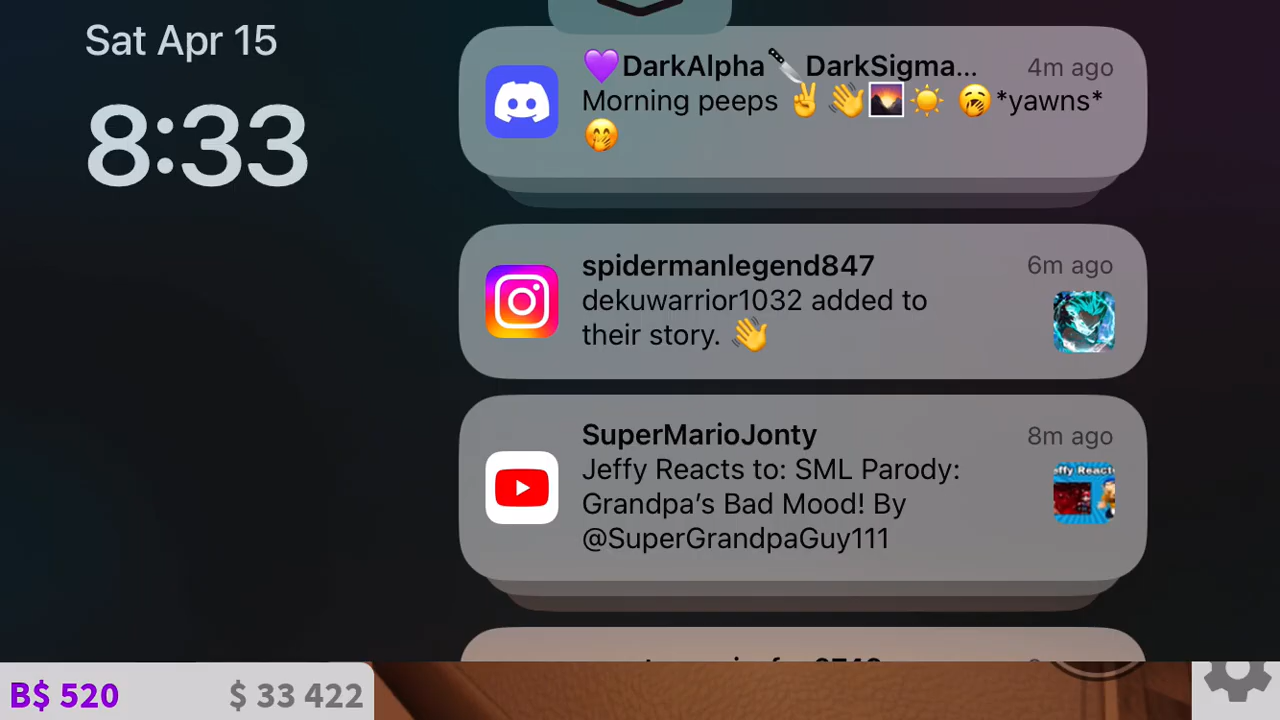 Sat Apr 15
8:33
💜DarkAlpha🔪DarkSigma... 4m ago
Morning peeps ✌️👋🌄☀️ 🥱*yawns*
🤭
spidermanlegend847 6m ago
dekuwarrior1032 added to
their story. 👋
SuperMarioJonty 8m ago
Jeffy Reacts to: SML Parody:
Grandpa’s Bad Mood! By
@SuperGrandpaGuy111
B$ 520 $ 33 422